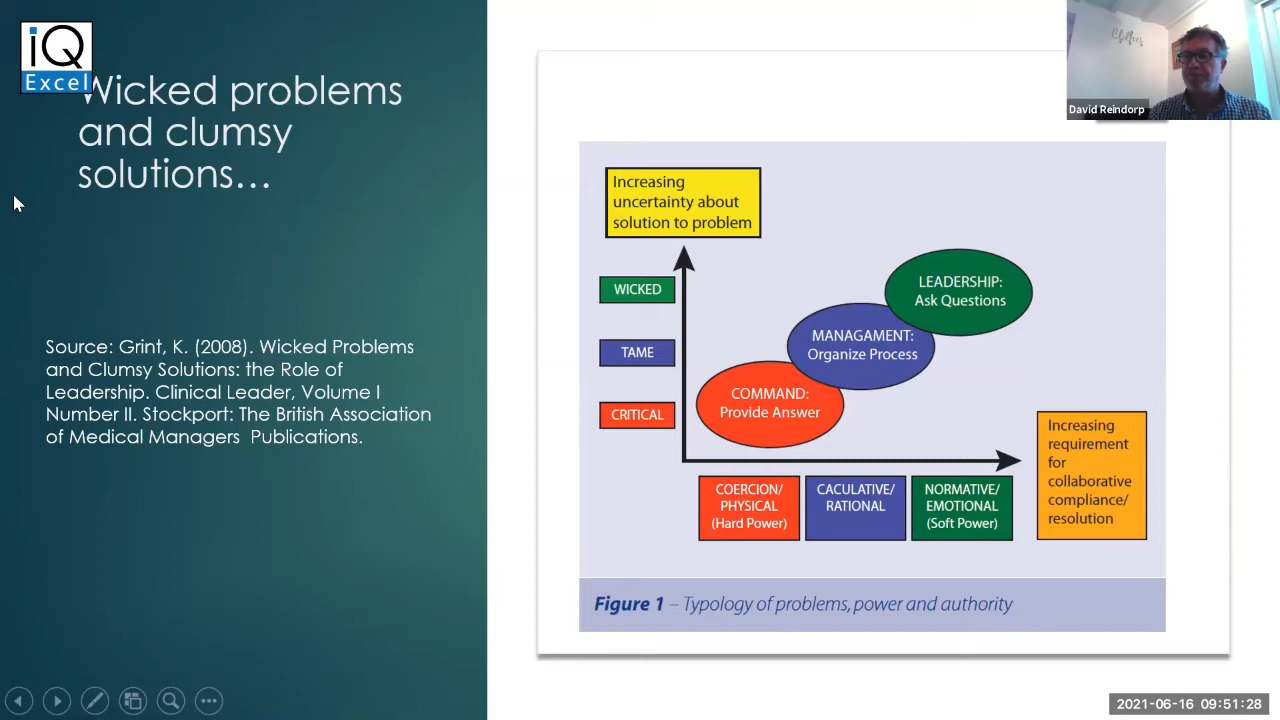 iQ
Excel
Wicked problems
and clumsy
solutions...
Source: Grint, K. (2008). Wicked Problems
and Clumsy Solutions: the Role of
Leadership. Clinical Leader, Volume I
Number II. Stockport: The British Association
of Medical Managers Publications.
Increasing
uncertainty about
solution to problem
WICKED
TAME
CRITICAL
LEADERSHIP:
Ask Questions
MANAGAMENT:
Organize Process
COMMAND:
Provide Answer
COERCION/
PHYSICAL
(Hard Power)
CACULATIVE/
RATIONAL
NORMATIVE/
EMOTIONAL
(Soft Power)
Increasing
requirement
for
collaborative
compliance/
resolution
Figure 1 – Typology of problems, power and authority
David Reindorp
2021-06-16 09:51:28